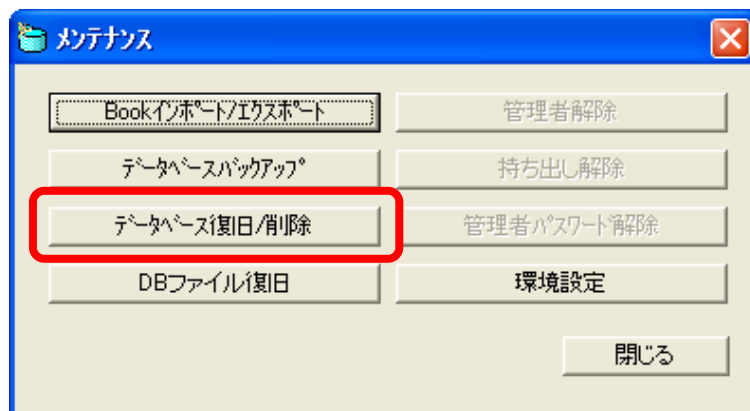 メンテナンス
Bookｲﾝﾎﾟｰﾄ/ｴｸｽﾎﾟｰﾄ
管理者解除
ﾃﾞｰﾀﾍﾞｰｽﾊﾞｯｸｱｯﾌﾟ
持ち出し解除
ﾃﾞｰﾀﾍﾞｰｽ復旧/削除
管理者ﾊﾟｽﾜｰﾄﾞ解除
DBファイル復旧
環境設定
閉じる